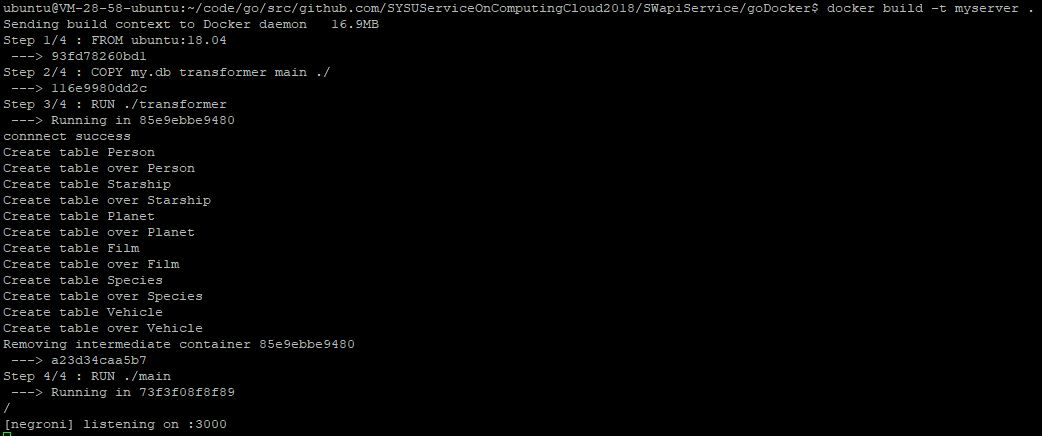 ubuntu@VM-28-58-ubuntu:~/code/go/src/github.com/SYSUServiceOnComputingCloud2018/SWapiService/goDocker$ docker build -t myserver .
Sending build context to Docker daemon   16.9MB
Step 1/4 : FROM ubuntu:18.04
 ---> 93fd78260bd1
Step 2/4 : COPY my.db transformer main ./
 ---> 116e9980dd2c
Step 3/4 : RUN ./transformer
 ---> Running in 85e9ebbe9480
connnect success
Create table Person
Create table over Person
Create table Starship
Create table over Starship
Create table Planet
Create table over Planet
Create table Film
Create table over Film
Create table Species
Create table over Species
Create table Vehicle
Create table over Vehicle
Removing intermediate container 85e9ebbe9480
 ---> a23d34caa5b7
Step 4/4 : RUN ./main
 ---> Running in 73f3f08f8f89
/
[negroni] listening on :3000